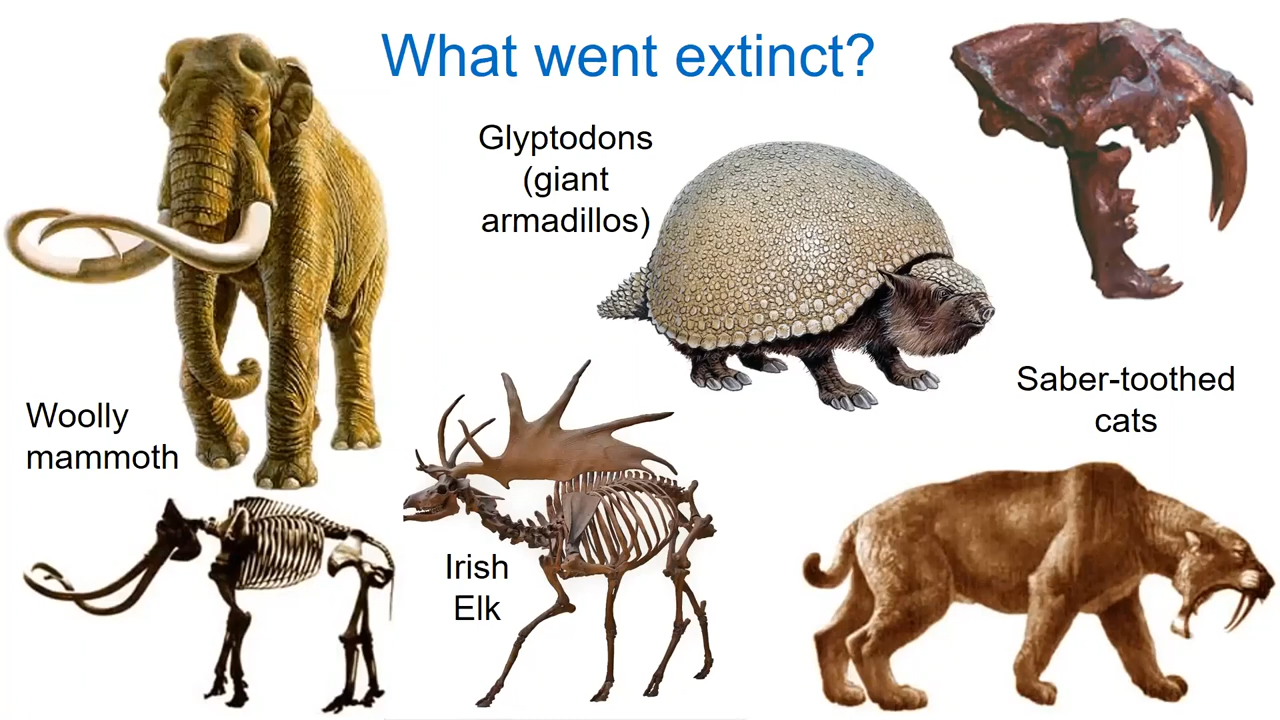 What went extinct?
Glyptodons
(giant
armadillos)
Saber-toothed
cats
Woolly
mammoth
Irish
Elk